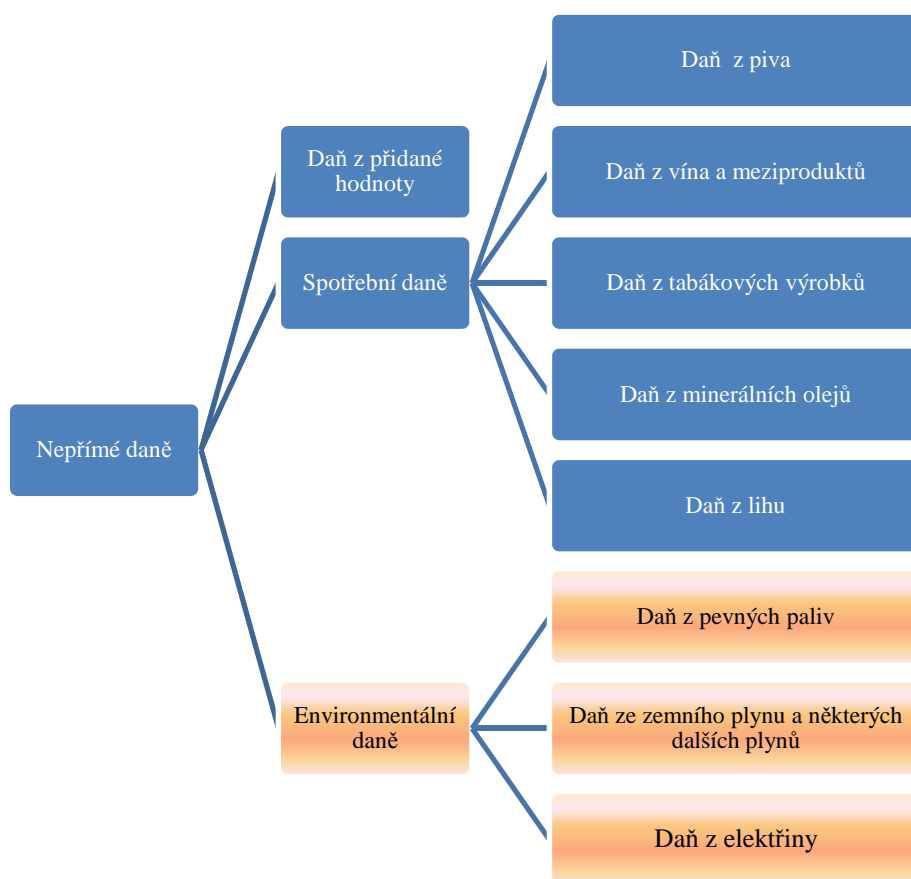 Daň z piva
Daň z přidané
hodnoty
Daň z vína a meziproduktů
Spotřební daně
Daň z tabákových výrobků
Daň z minerálních olejů
Nepřímé daně
Daň z lihu
Daň z pevných paliv
Environmentální
daně
Daň ze zemního plynu a některých
dalších plynů
Daň z elektřiny